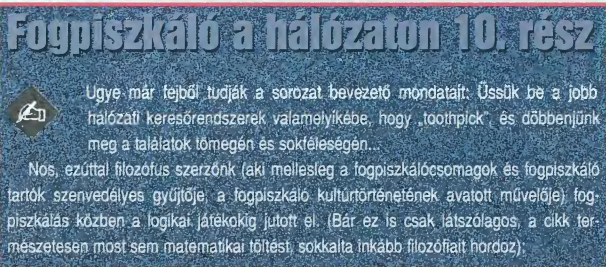 Fogpiszkáló a hálózaton 10. rész
Ugye már fejből tudják a sorozat bevezető mondatait: Üssük be a jobb
hálózati keresőrendszerek valamelyikébe, hogy „toothpick”, és döbbenjünk
meg a találatok tömegén és sokféleségén...
Nos, ezúttal filozófus szerzőnk (aki mellesleg a fogpiszkálócsomagok és fogpiszkáló
tartók szenvedélyes gyűjtője, a fogpiszkáló kultúrtörténetének avatott művelője) fog-
piszkálás közben a logikai játékokig jutott el. (Bár ez is csak látszólagos, a cikk ter-
mészetesen most sem matematikai töltést, sokkalta inkább filozófiait hordoz):